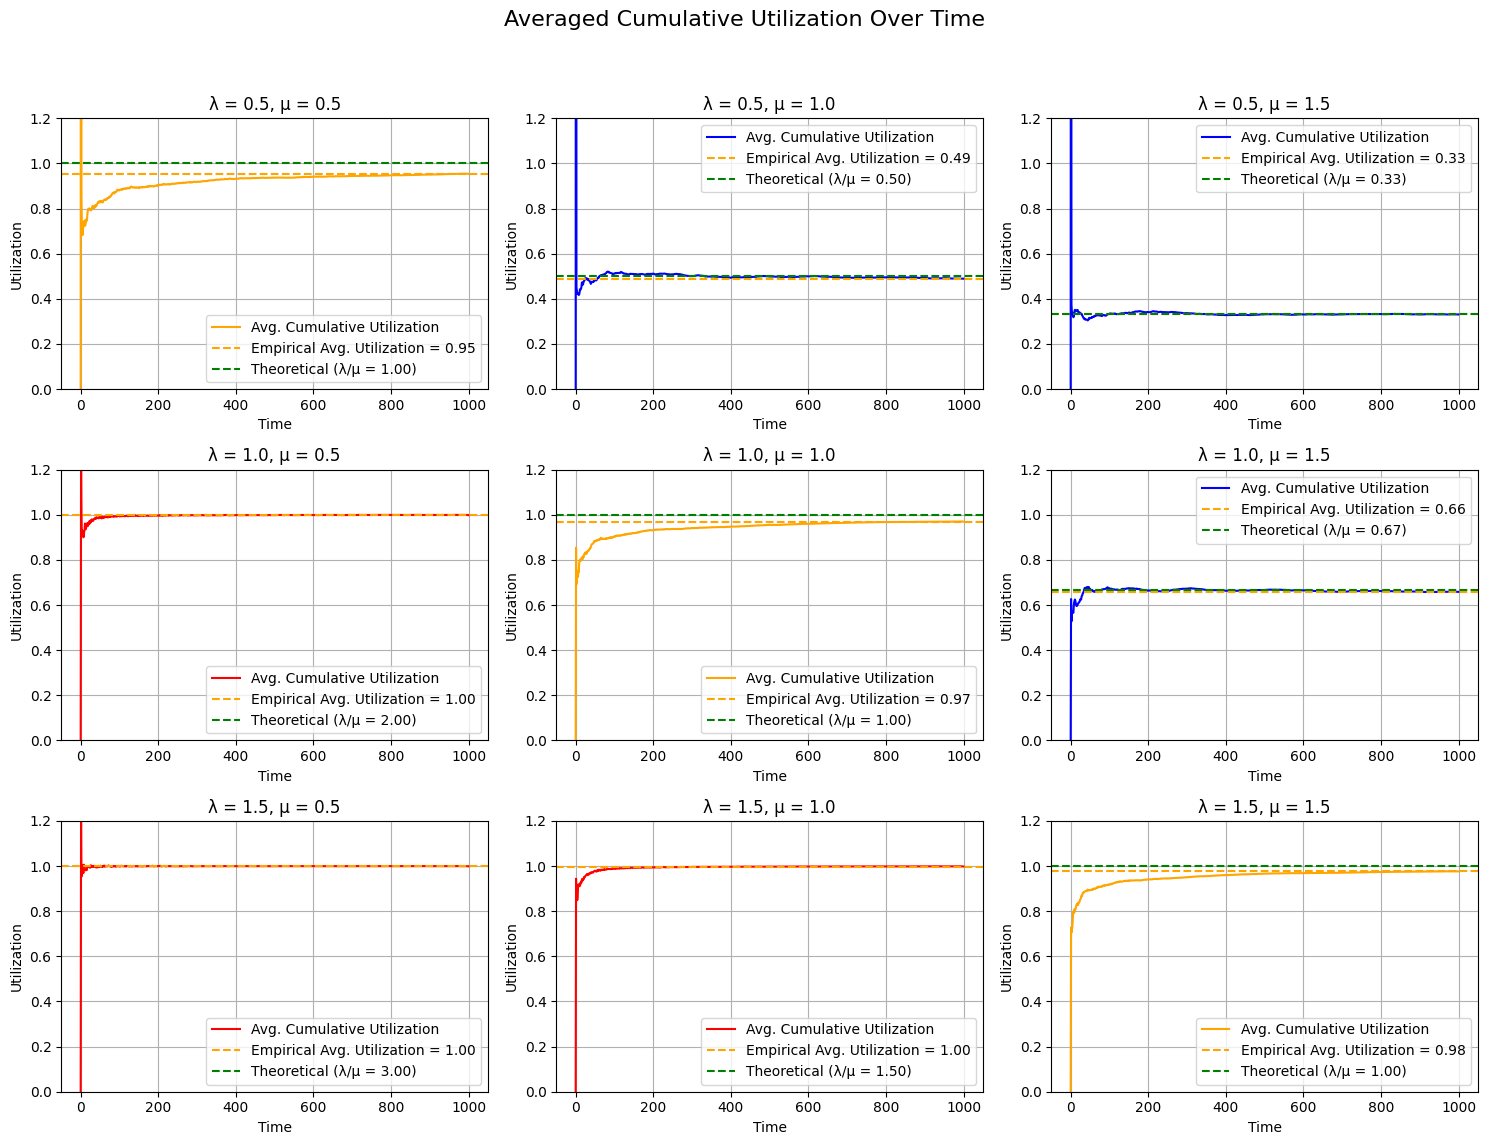 Averaged Cumulative Utilization Over Time
λ = 0.5, μ = 0.5
Utilization
1.2
1.0
0.8
0.6
0.4
0.2
0.0
Avg. Cumulative Utilization
Empirical Avg. Utilization = 0.95
Theoretical (λ/μ = 1.00)
0 200 400 600 800 1000
Time
λ = 0.5, μ = 1.0
Utilization
1.2
1.0
0.8
0.6
0.4
0.2
0.0
Avg. Cumulative Utilization
Empirical Avg. Utilization = 0.49
Theoretical (λ/μ = 0.50)
0 200 400 600 800 1000
Time
λ = 0.5, μ = 1.5
Utilization
1.2
1.0
0.8
0.6
0.4
0.2
0.0
Avg. Cumulative Utilization
Empirical Avg. Utilization = 0.33
Theoretical (λ/μ = 0.33)
0 200 400 600 800 1000
Time
λ = 1.0, μ = 0.5
Utilization
1.2
1.0
0.8
0.6
0.4
0.2
0.0
Avg. Cumulative Utilization
Empirical Avg. Utilization = 1.00
Theoretical (λ/μ = 2.00)
0 200 400 600 800 1000
Time
λ = 1.0, μ = 1.0
Utilization
1.2
1.0
0.8
0.6
0.4
0.2
0.0
Avg. Cumulative Utilization
Empirical Avg. Utilization = 0.97
Theoretical (λ/μ = 1.00)
0 200 400 600 800 1000
Time
λ = 1.0, μ = 1.5
Utilization
1.2
1.0
0.8
0.6
0.4
0.2
0.0
Avg. Cumulative Utilization
Empirical Avg. Utilization = 0.66
Theoretical (λ/μ = 0.67)
0 200 400 600 800 1000
Time
λ = 1.5, μ = 0.5
Utilization
1.2
1.0
0.8
0.6
0.4
0.2
0.0
Avg. Cumulative Utilization
Empirical Avg. Utilization = 1.00
Theoretical (λ/μ = 3.00)
0 200 400 600 800 1000
Time
λ = 1.5, μ = 1.0
Utilization
1.2
1.0
0.8
0.6
0.4
0.2
0.0
Avg. Cumulative Utilization
Empirical Avg. Utilization = 1.00
Theoretical (λ/μ = 1.50)
0 200 400 600 800 1000
Time
λ = 1.5, μ = 1.5
Utilization
1.2
1.0
0.8
0.6
0.4
0.2
0.0
Avg. Cumulative Utilization
Empirical Avg. Utilization = 0.98
Theoretical (λ/μ = 1.00)
0 200 400 600 800 1000
Time